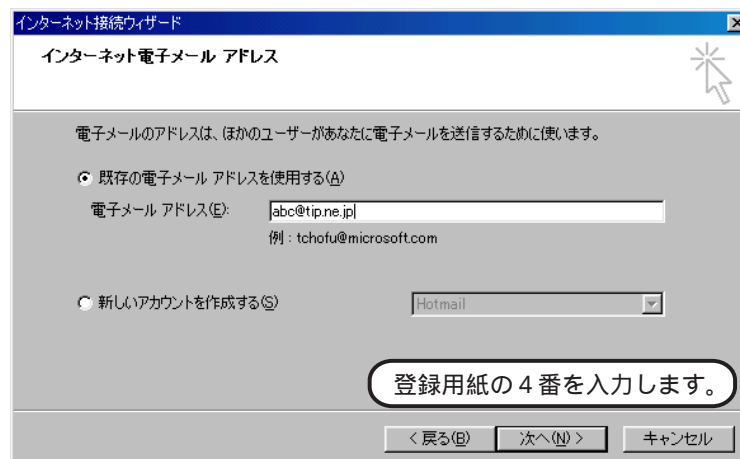 インターネット接続ウィザード
インターネット電子メール アドレス
電子メールのアドレスは、ほかのユーザーがあなたに電子メールを送信するために使います。
既存の電子メール アドレスを使用する(A)
電子メール アドレス(E): abc@tip.ne.jp
例 : tchofu@microsoft.com
新しいアカウントを作成する(S) Hotmail
登録用紙の４番を入力します。
< 戻る(B) 次へ(N) > キャンセル